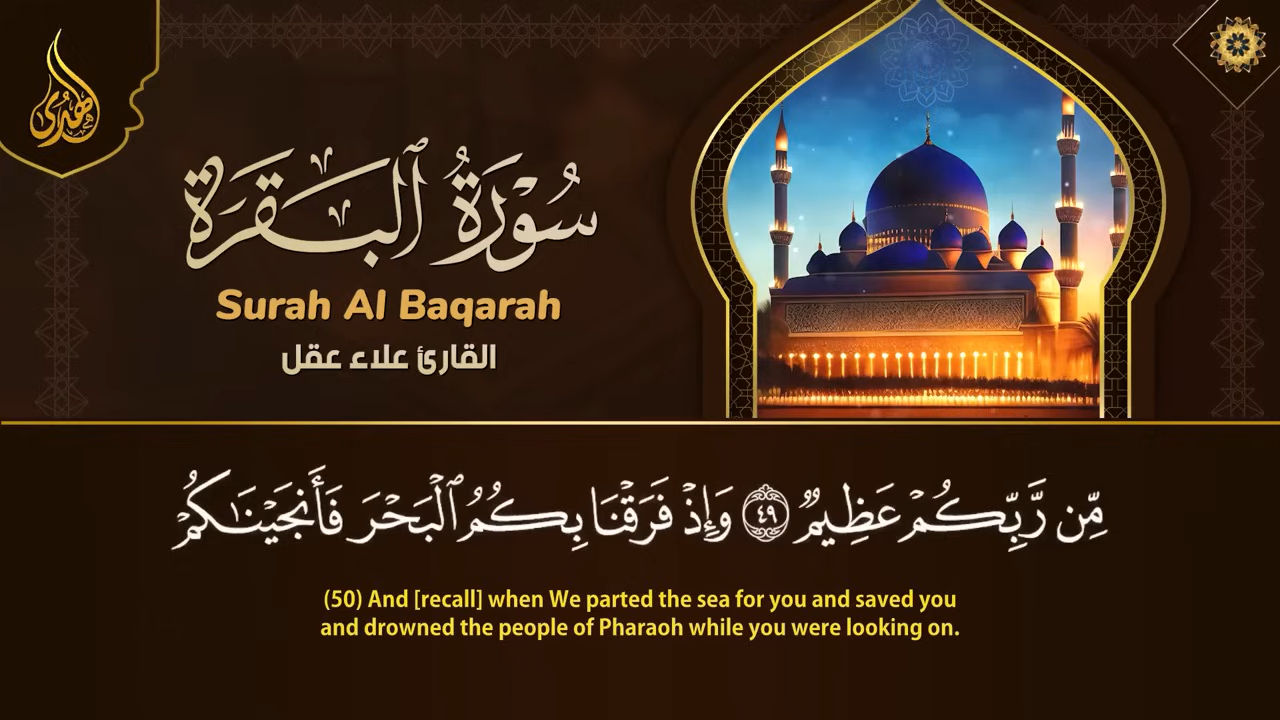 الهدى
سُورَةُ ٱلْبَقَرَة
Surah Al Baqarah
القارئ علاء عقل
مِّن رَّبِّكُمْ عَظِيمٌ ٤٩ وَإِذْ فَرَقْنَا بِكُمُ ٱلْبَحْرَ فَأَنجَيْنَـٰكُمْ
(50) And [recall] when We parted the sea for you and saved you
and drowned the people of Pharaoh while you were looking on.